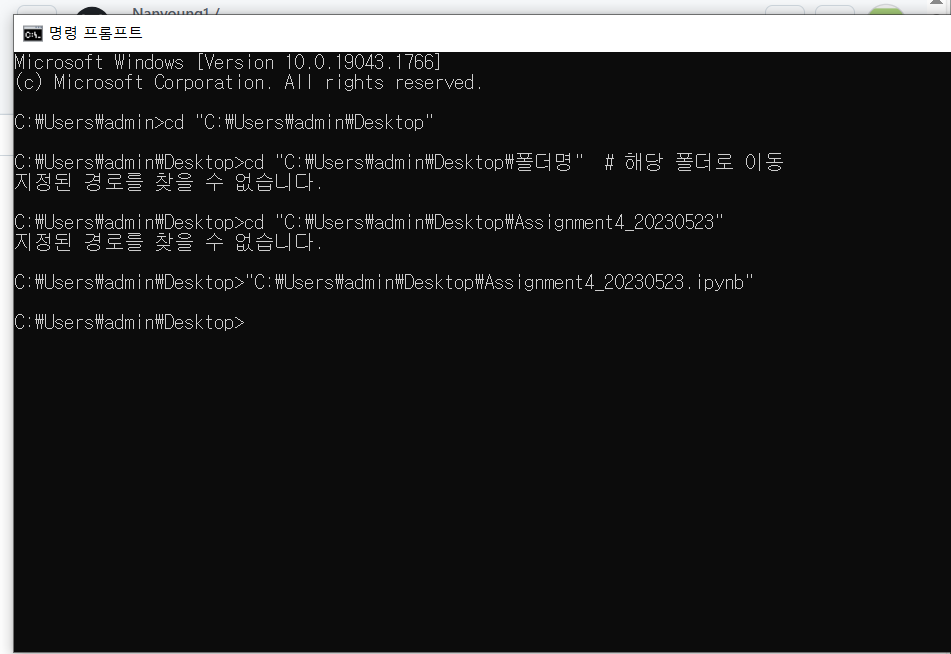 Nanyoung1 /
명령 프롬프트
Microsoft Windows [Version 10.0.19043.1766]
(c) Microsoft Corporation. All rights reserved.
C:₩Users₩admin>cd "C:₩Users₩admin₩Desktop"
C:₩Users₩admin₩Desktop>cd "C:₩Users₩admin₩Desktop₩폴더명"  # 해당 폴더로 이동
지정된 경로를 찾을 수 없습니다.
C:₩Users₩admin₩Desktop>cd "C:₩Users₩admin₩Desktop₩Assignment4_20230523"
지정된 경로를 찾을 수 없습니다.
C:₩Users₩admin₩Desktop>"C:₩Users₩admin₩Desktop₩Assignment4_20230523.ipynb"
C:₩Users₩admin₩Desktop>